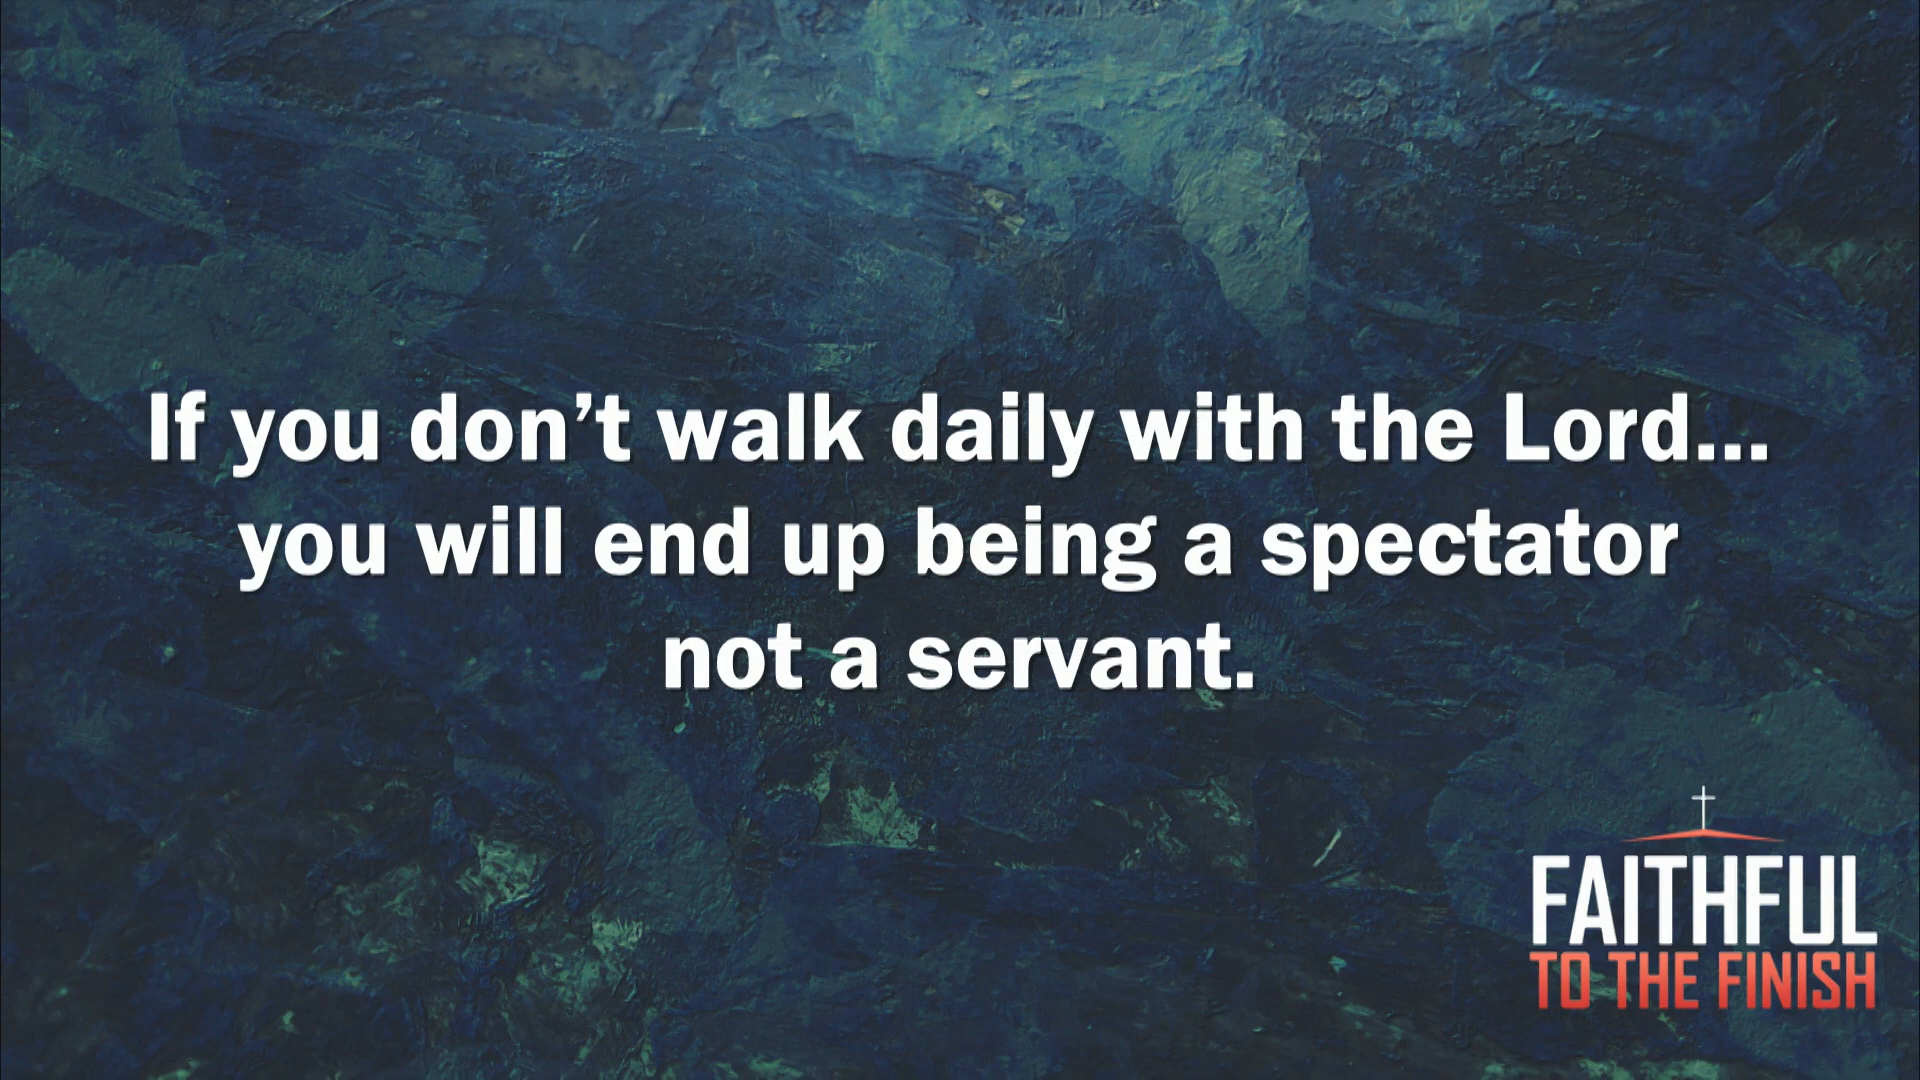 If you don’t walk daily with the Lord...
you will end up being a spectator
not a servant.
FAITHFUL
TO THE FINISH